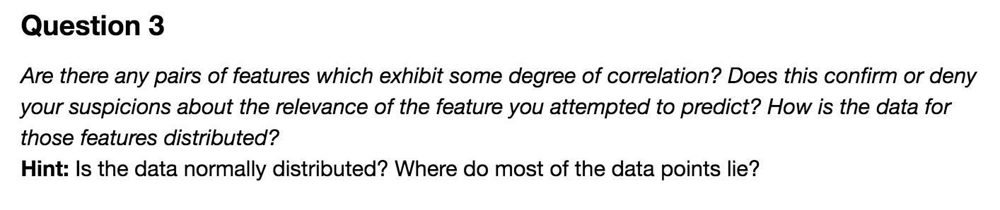 Question 3
Are there any pairs of features which exhibit some degree of correlation? Does this confirm or deny
your suspicions about the relevance of the feature you attempted to predict? How is the data for
those features distributed?
Hint: Is the data normally distributed? Where do most of the data points lie?